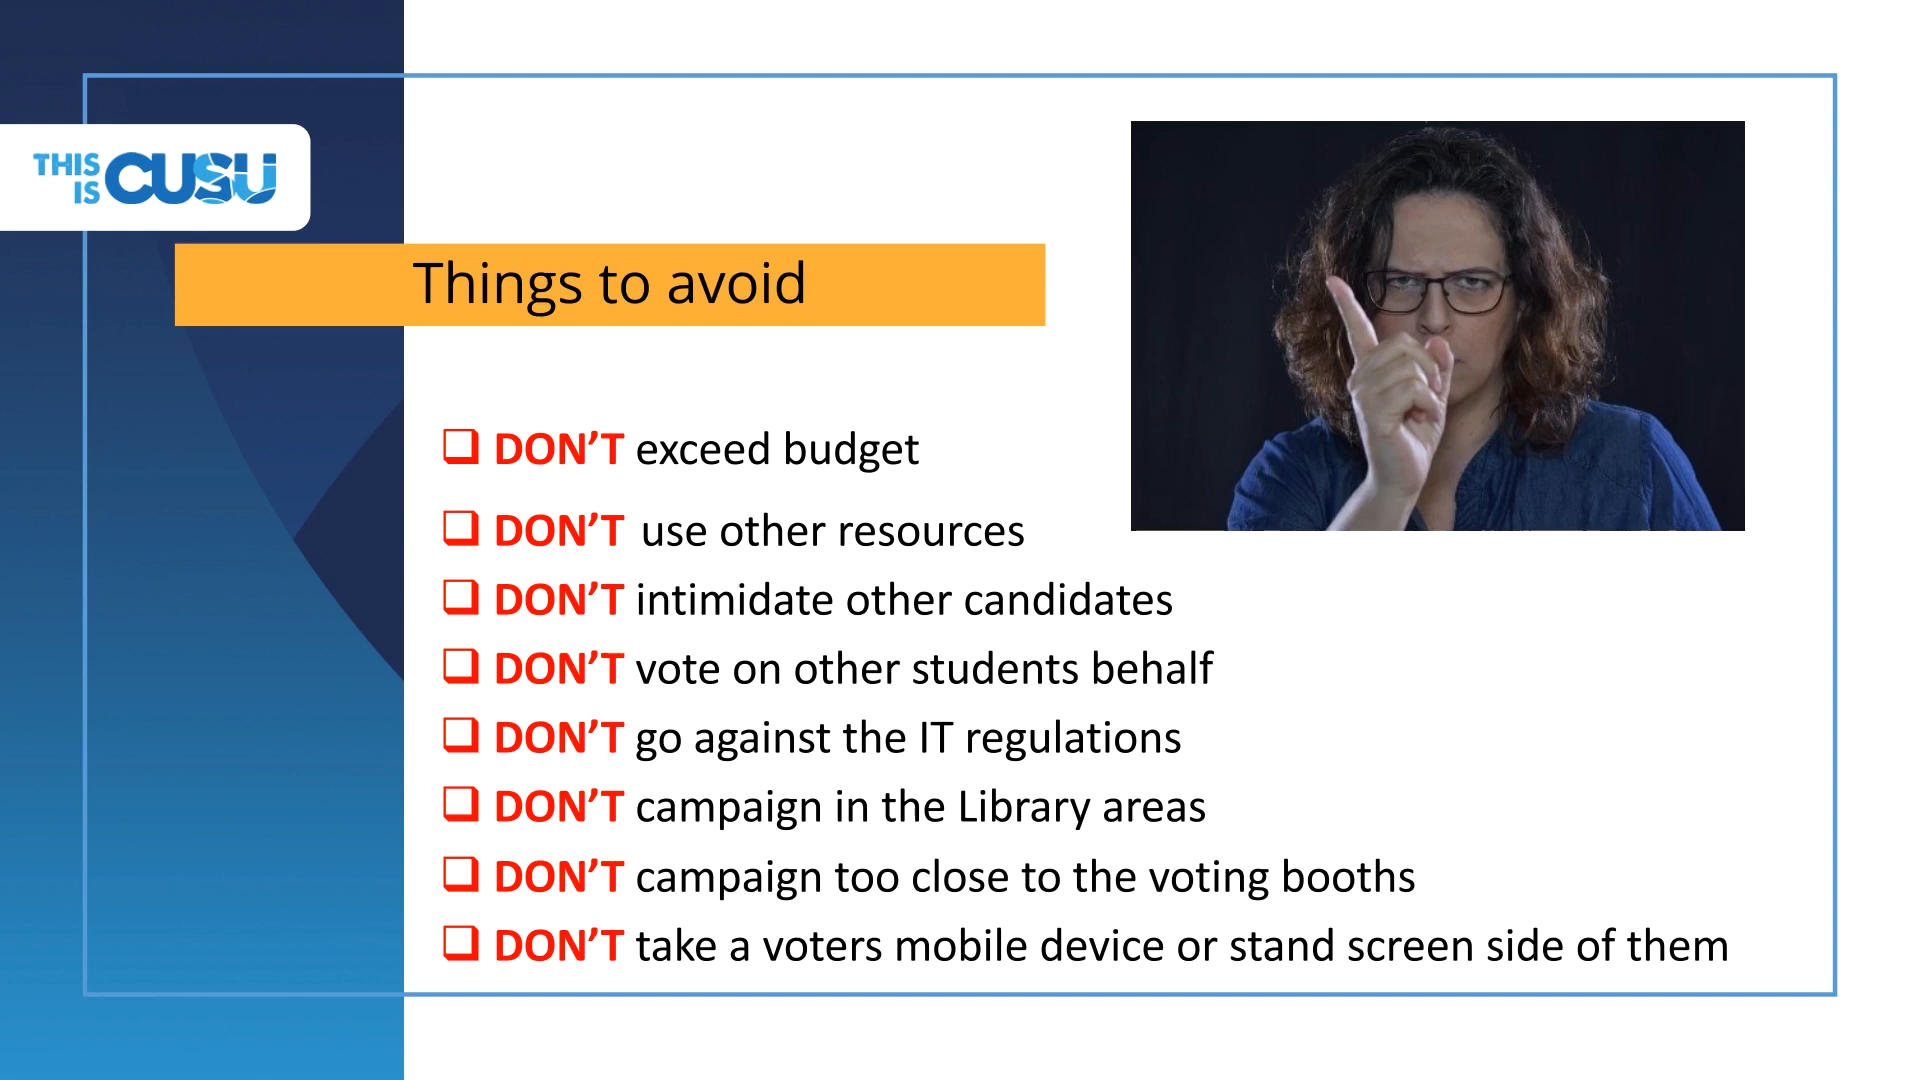 THIS
IS CUSU
Things to avoid
❑ DON’T exceed budget
❑ DON’T use other resources
❑ DON’T intimidate other candidates
❑ DON’T vote on other students behalf
❑ DON’T go against the IT regulations
❑ DON’T campaign in the Library areas
❑ DON’T campaign too close to the voting booths
❑ DON’T take a voters mobile device or stand screen side of them